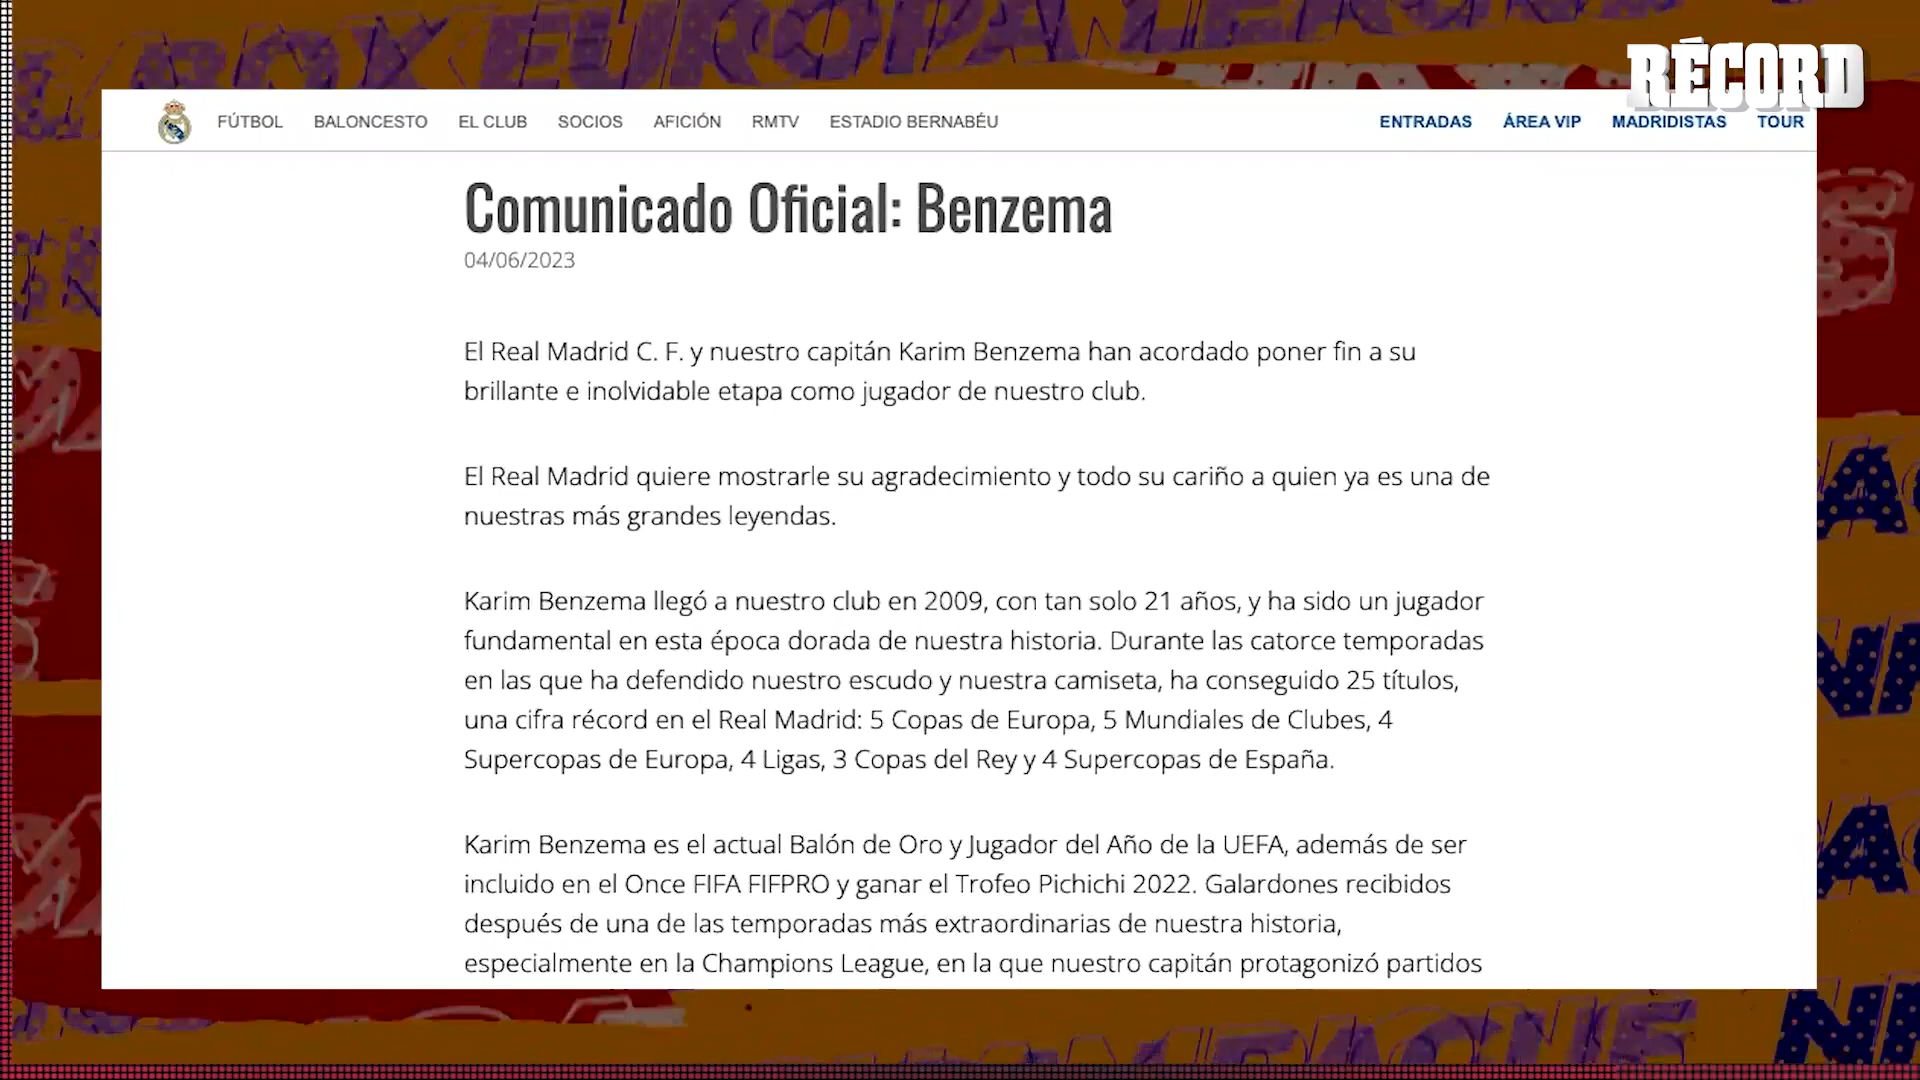 BOX EUROPA LEAGUE
RÉCORD
FÚTBOL BALONCESTO EL CLUB SOCIOS AFICIÓN RMTV ESTADIO BERNABÉU ENTRADAS ÁREA VIP MADRIDISTAS TOUR
Comunicado Oficial: Benzema
04/06/2023
El Real Madrid C. F. y nuestro capitán Karim Benzema han acordado poner fin a su
brillante e inolvidable etapa como jugador de nuestro club.
El Real Madrid quiere mostrarle su agradecimiento y todo su cariño a quien ya es una de
nuestras más grandes leyendas.
Karim Benzema llegó a nuestro club en 2009, con tan solo 21 años, y ha sido un jugador
fundamental en esta época dorada de nuestra historia. Durante las catorce temporadas
en las que ha defendido nuestro escudo y nuestra camiseta, ha conseguido 25 títulos,
una cifra récord en el Real Madrid: 5 Copas de Europa, 5 Mundiales de Clubes, 4
Supercopas de Europa, 4 Ligas, 3 Copas del Rey y 4 Supercopas de España.
Karim Benzema es el actual Balón de Oro y Jugador del Año de la UEFA, además de ser
incluido en el Once FIFA FIFPRO y ganar el Trofeo Pichichi 2022. Galardones recibidos
después de una de las temporadas más extraordinarias de nuestra historia,
especialmente en la Champions League, en la que nuestro capitán protagonizó partidos